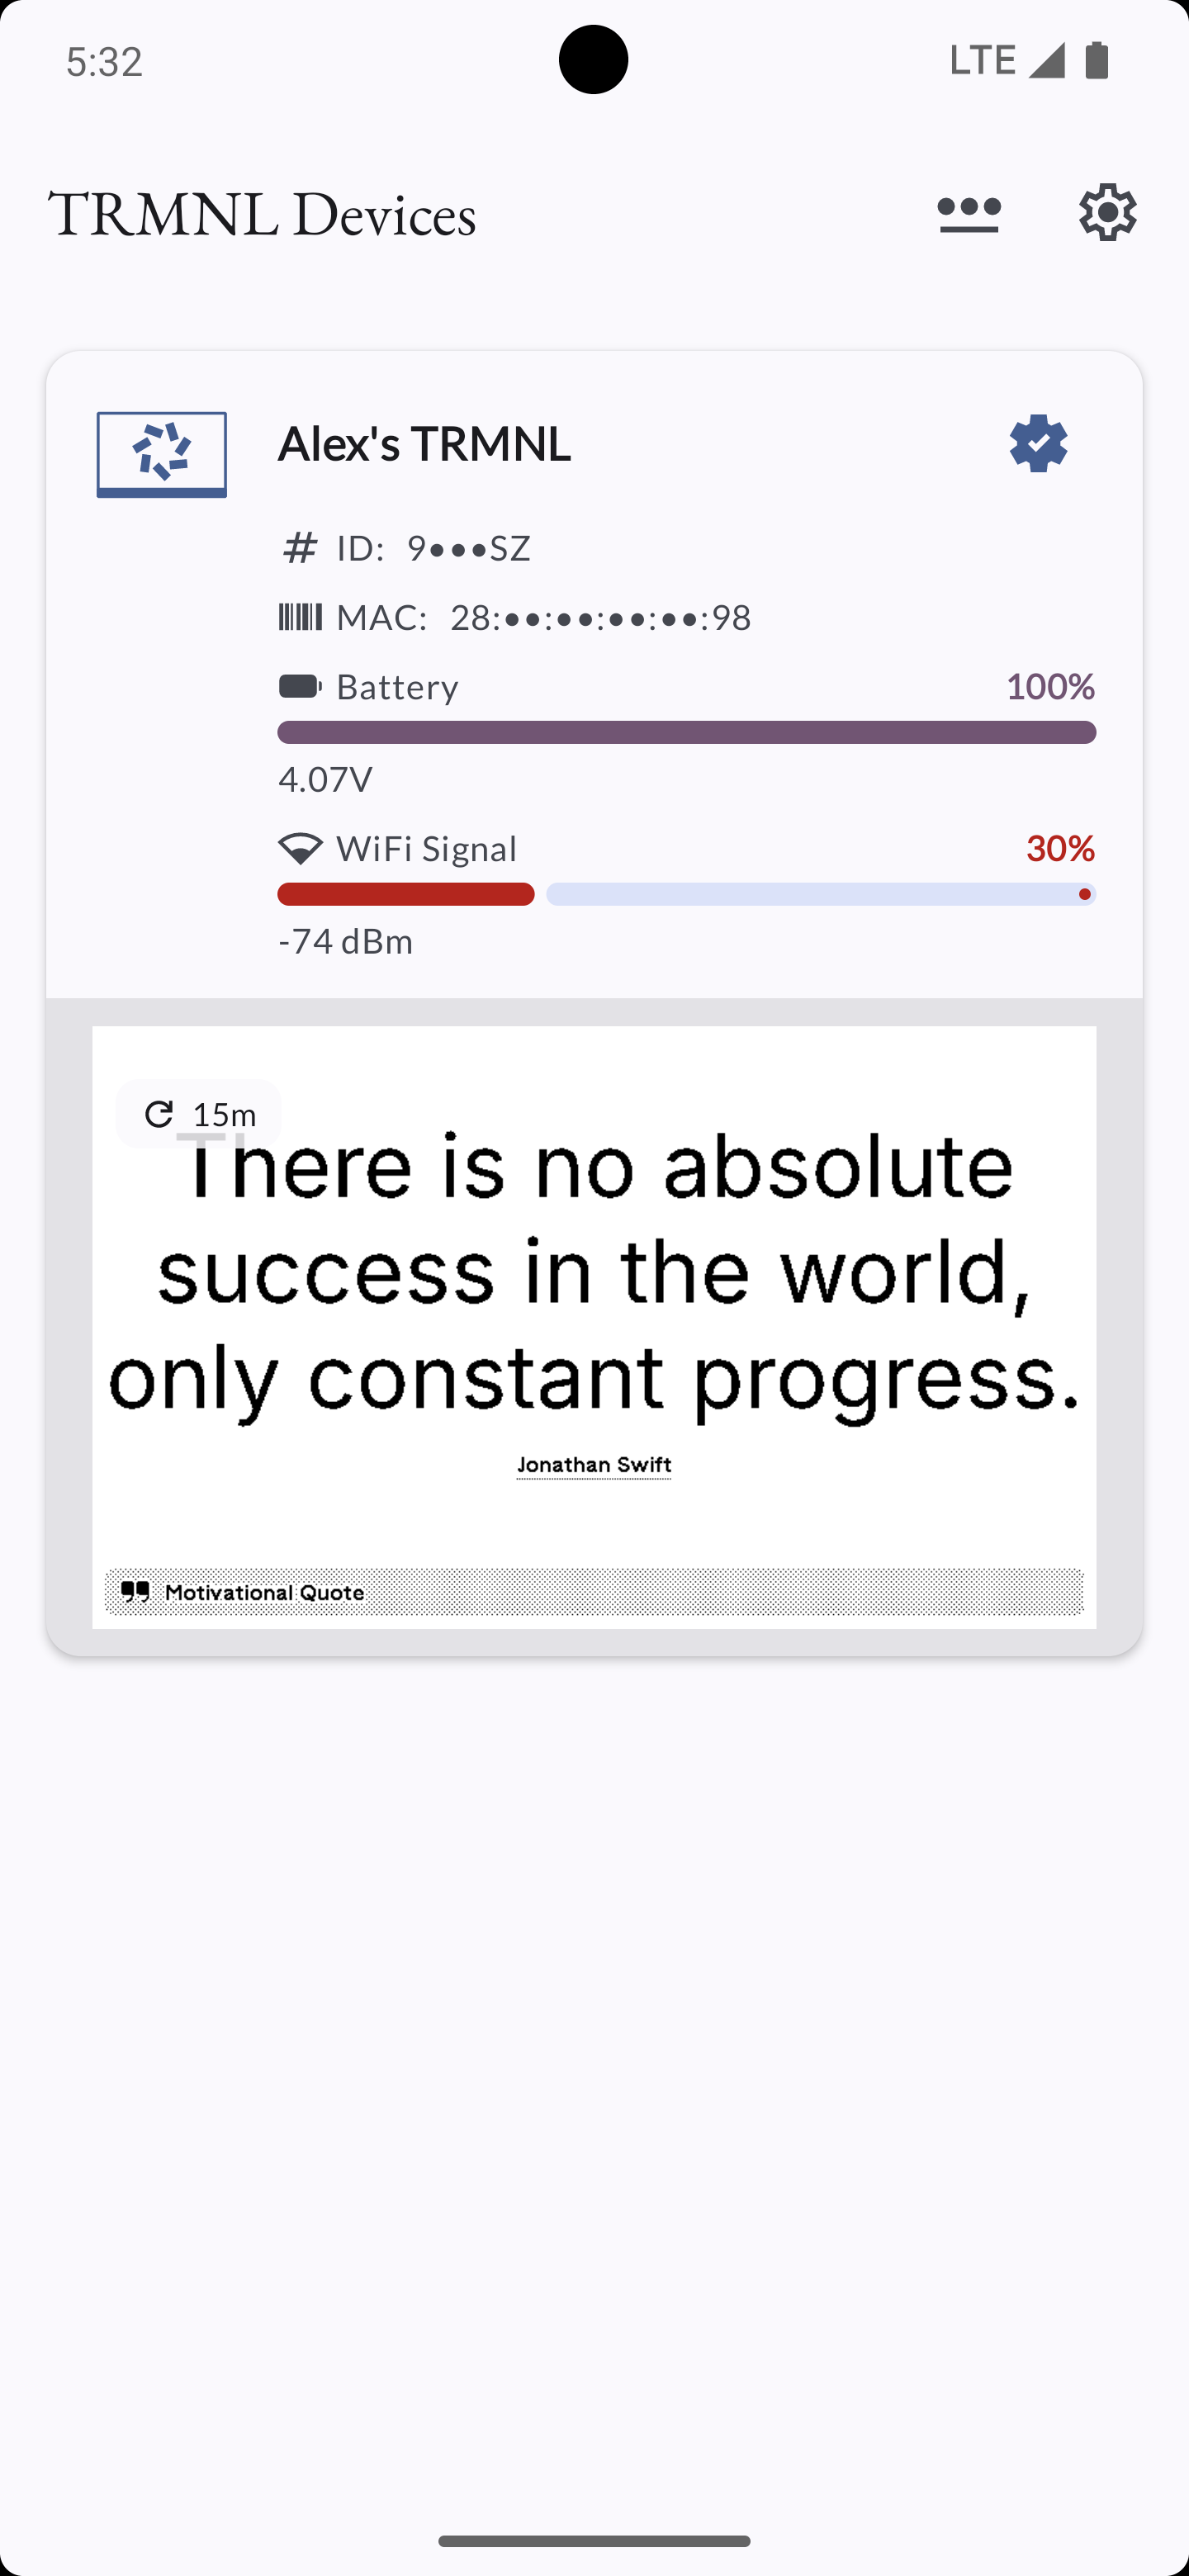 5:32
LTE
TRMNL Devices
Alex's TRMNL
ID: 9•••SZ
MAC: 28:••:••:••:••:98
Battery 100%
4.07V
WiFi Signal 30%
-74 dBm
15m
There is no absolute
success in the world,
only constant progress.
Jonathan Swift
Motivational Quote